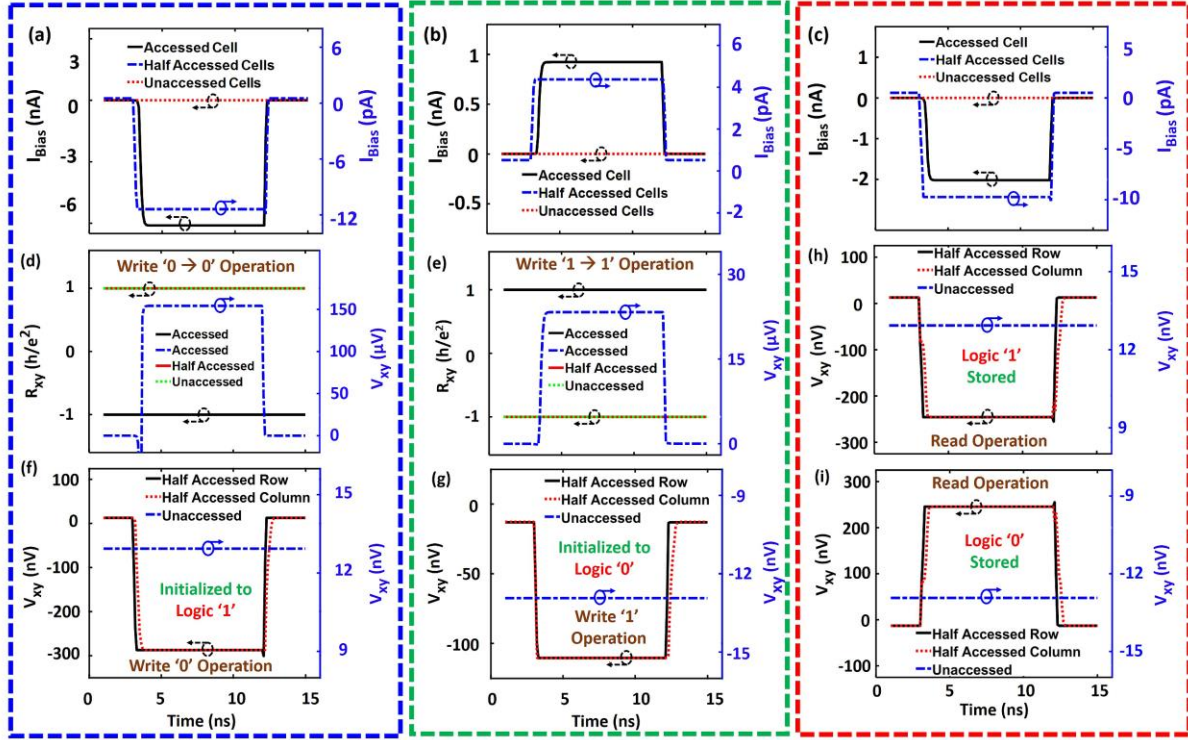 (a)
Accessed Cell
Half Accessed Cells
Unaccessed Cells
I_Bias (nA)
3
0
-3
-6
I_Bias (pA)
6
0
-6
-12
(b)
I_Bias (nA)
1
0.5
0
-0.5
I_Bias (pA)
6
4
2
0
-2
Accessed Cell
Half Accessed Cells
Unaccessed Cells
(c)
Accessed Cell
Half Accessed Cells
Unaccessed Cells
I_Bias (nA)
2
1
0
-1
-2
I_Bias (pA)
5
0
-5
-10
(d)
Write ‘0 → 0’ Operation
R_xy (h/e²)
1
0
-1
V_xy (µV)
150
100
50
0
Accessed
Accessed
Half Accessed
Unaccessed
(e)
Write ‘1 → 1’ Operation
R_xy (h/e²)
1
0
-1
V_xy (µV)
30
15
0
Accessed
Accessed
Half Accessed
Unaccessed
(h)
Half Accessed Row
Half Accessed Column
Unaccessed
V_xy (nV)
100
0
-100
-200
-300
V_xy (nV)
15
12
9
Logic ‘1’
Stored
Read Operation
(f)
Half Accessed Row
Half Accessed Column
Unaccessed
V_xy (nV)
100
0
-100
-200
-300
V_xy (nV)
15
12
9
Initialized to
Logic ‘1’
Write ‘0’ Operation
0
5
10
15
Time (ns)
(g)
Half Accessed Row
Half Accessed Column
Unaccessed
V_xy (nV)
0
-50
-100
V_xy (nV)
-9
-12
-15
Initialized to
Logic ‘0’
Write ‘1’
Operation
0
5
10
15
Time (ns)
(i)
Read Operation
V_xy (nV)
300
200
100
0
-100
V_xy (nV)
-9
-12
-15
Logic ‘0’
Stored
Half Accessed Row
Half Accessed Column
Unaccessed
0
5
10
15
Time (ns)